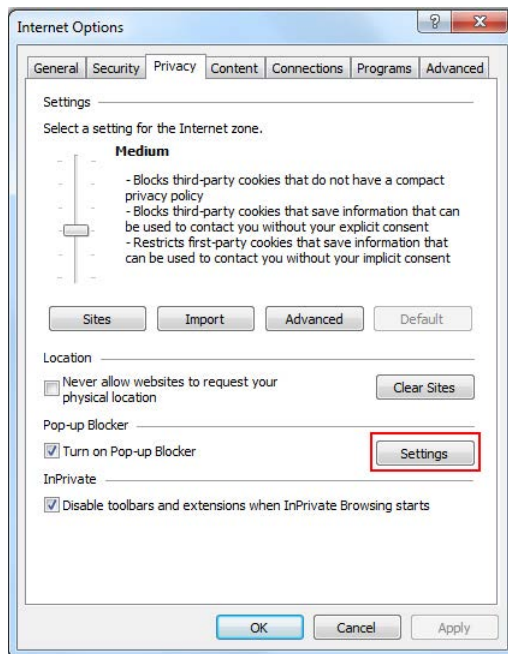 Internet Options
General Security Privacy Content Connections Programs Advanced
Settings
Select a setting for the Internet zone.
Medium
- Blocks third-party cookies that do not have a compact
privacy policy
- Blocks third-party cookies that save information that can
be used to contact you without your explicit consent
- Restricts first-party cookies that save information that
can be used to contact you without your implicit consent
Sites Import Advanced Default
Location
Never allow websites to request your
physical location
Clear Sites
Pop-up Blocker
Turn on Pop-up Blocker
Settings
InPrivate
Disable toolbars and extensions when InPrivate Browsing starts
OK Cancel Apply